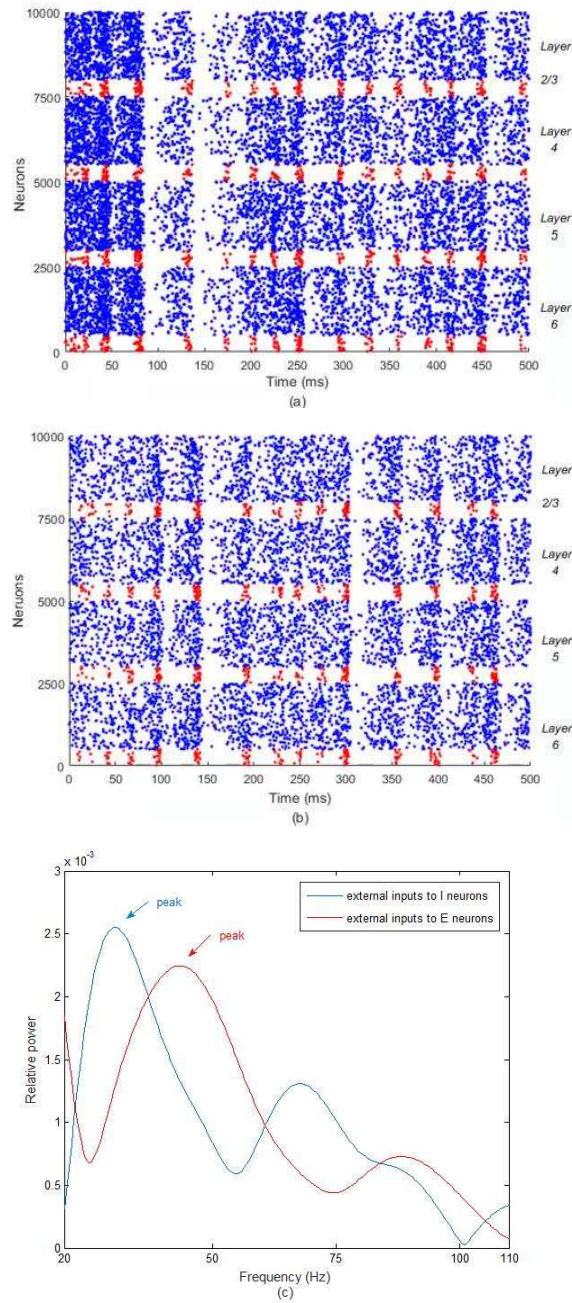 10000
7500
5000
2500
0
Neurons
Layer
2/3
Layer
4
Layer
5
Layer
6
0 50 100 150 200 250 300 350 400 450 500
Time (ms)
(a)
10000
7500
5000
2500
0
Neruons
Layer
2/3
Layer
4
Layer
5
Layer
6
0 50 100 150 200 250 300 350 400 450 500
Time (ms)
(b)
3 x 10^-3
2.5
2
1.5
1
0.5
0
Relative power
peak
peak
external inputs to I neurons
external inputs to E neurons
20 50 75 100 110
Frequency (Hz)
(c)